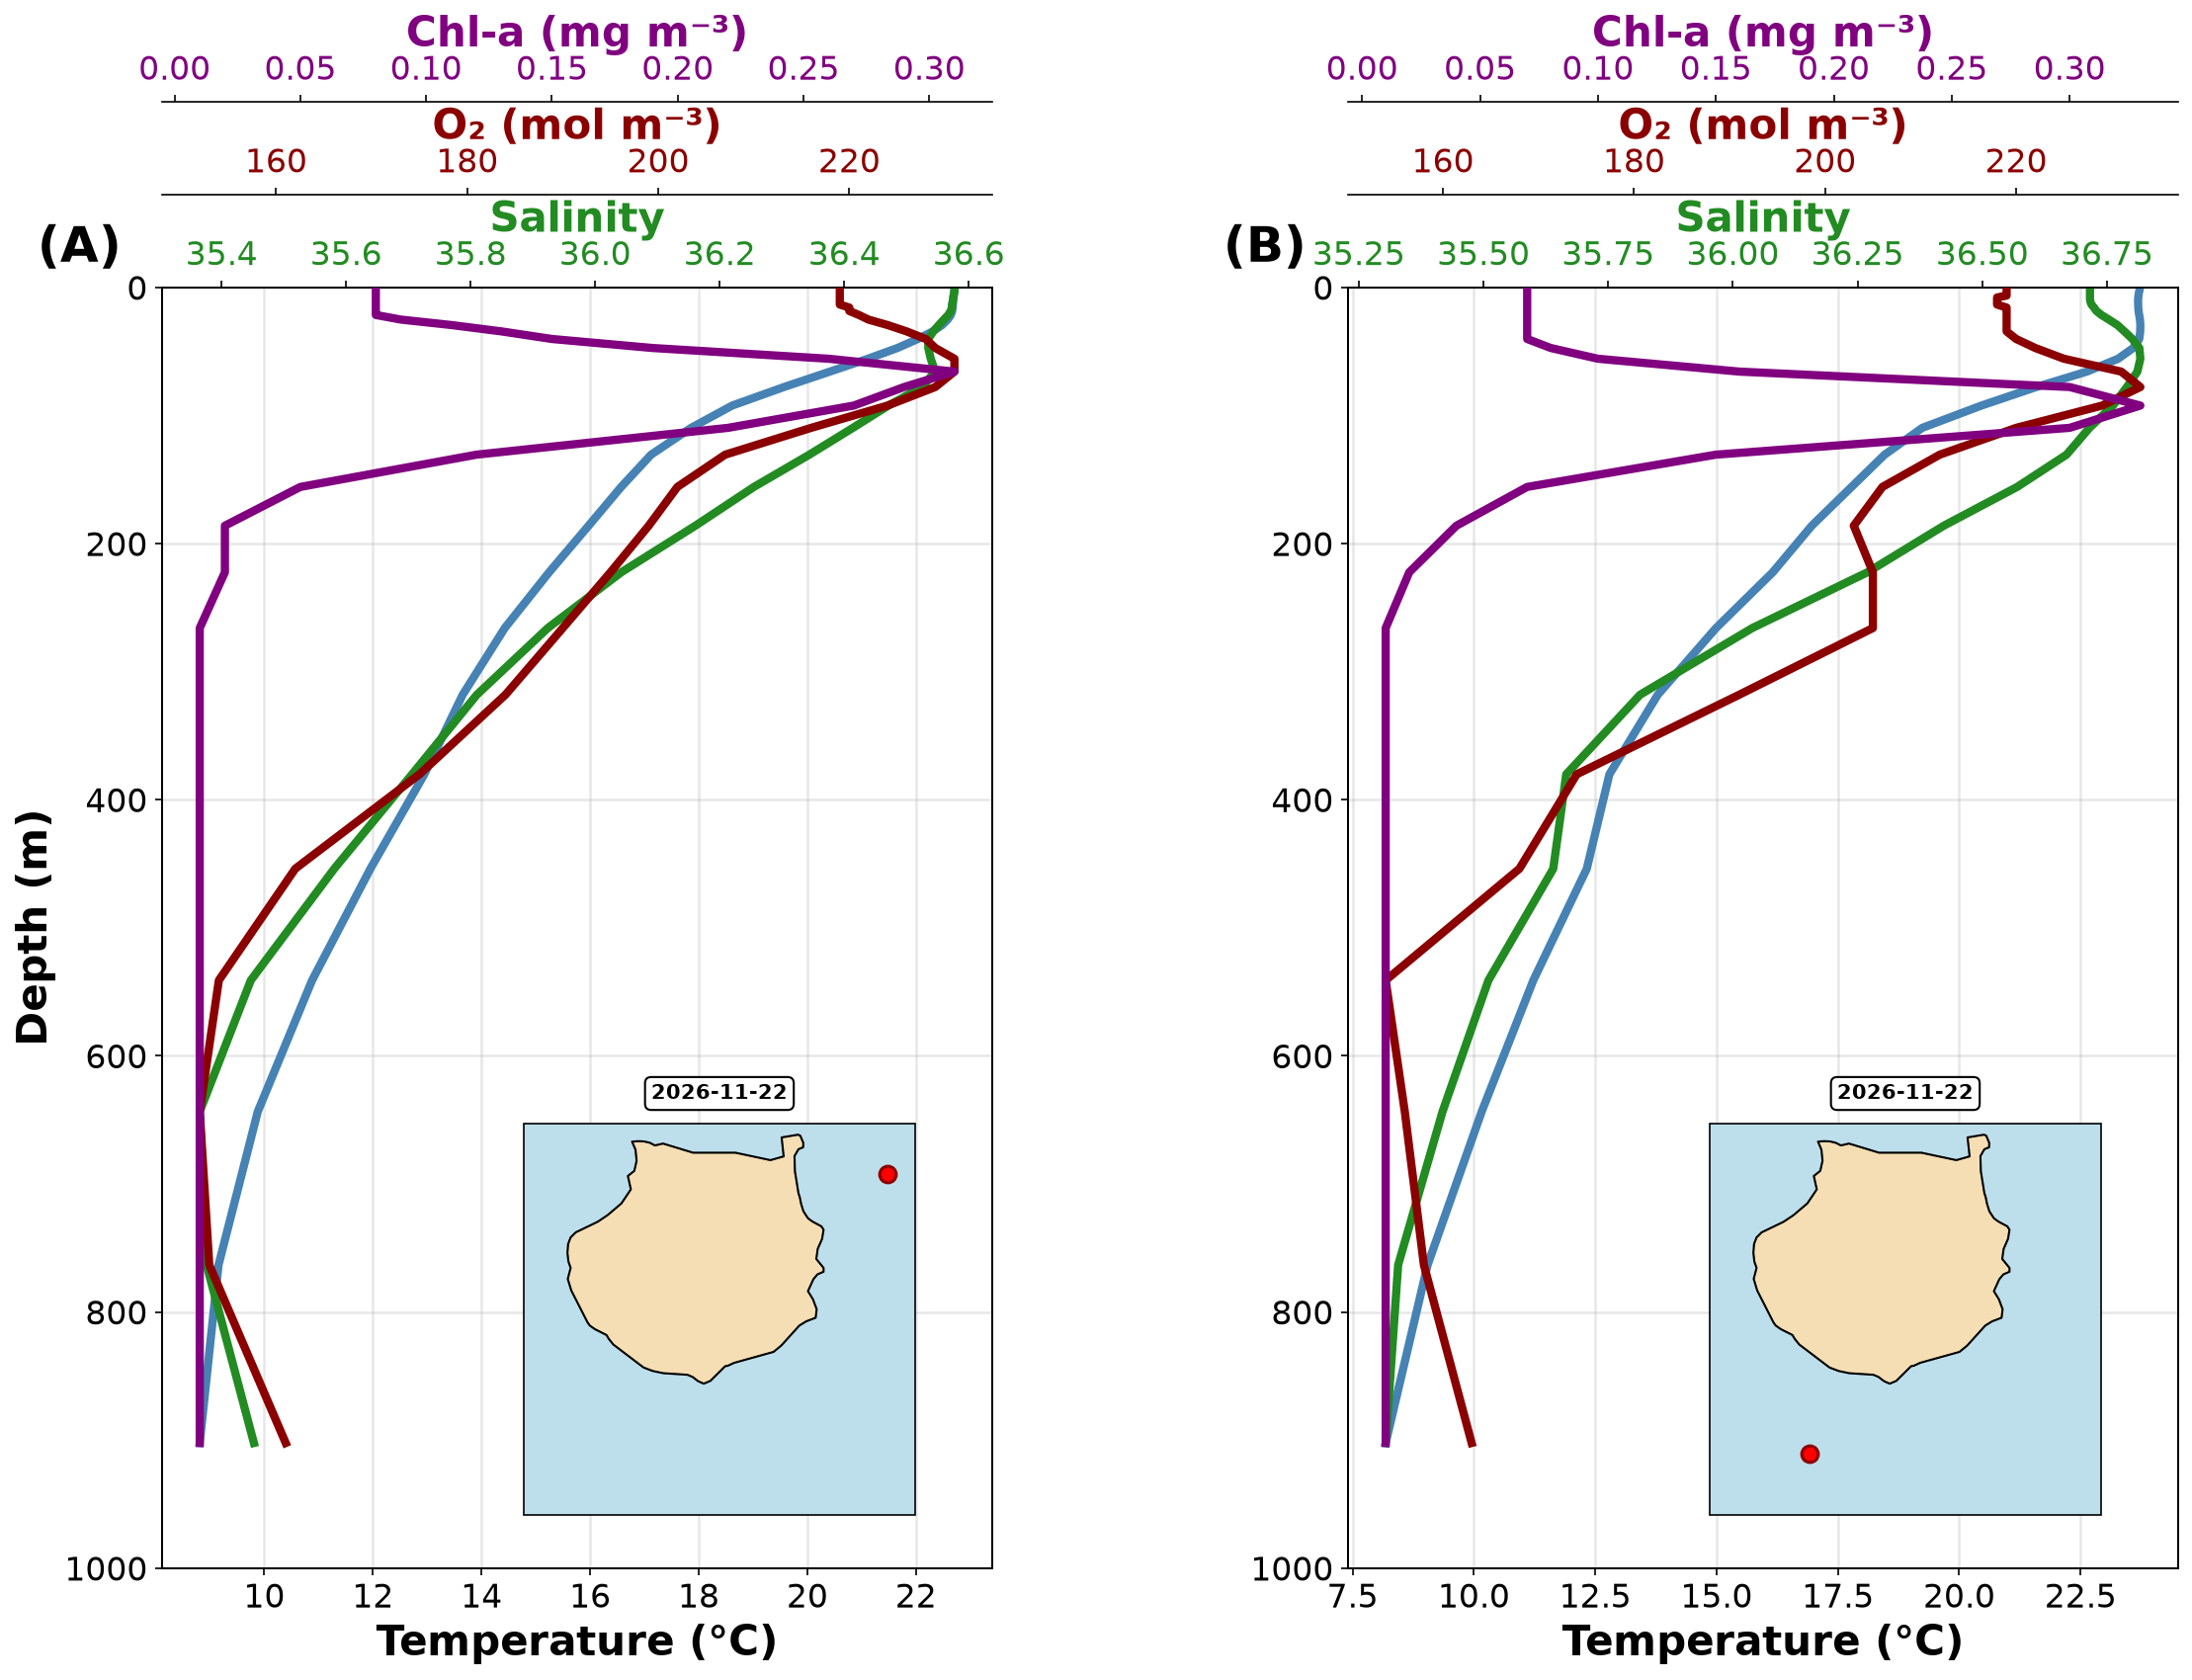 Chl-a (mg m⁻³)
0.00 0.05 0.10 0.15 0.20 0.25 0.30
O₂ (mol m⁻³)
160 180 200 220
Salinity
(A)
35.4 35.6 35.8 36.0 36.2 36.4 36.6
0
200
400
600
800
1000
Depth (m)
2026-11-22
10 12 14 16 18 20 22
Temperature (°C)
Chl-a (mg m⁻³)
0.00 0.05 0.10 0.15 0.20 0.25 0.30
O₂ (mol m⁻³)
160 180 200 220
Salinity
(B)
35.25 35.50 35.75 36.00 36.25 36.50 36.75
0
200
400
600
800
1000
2026-11-22
7.5 10.0 12.5 15.0 17.5 20.0 22.5
Temperature (°C)